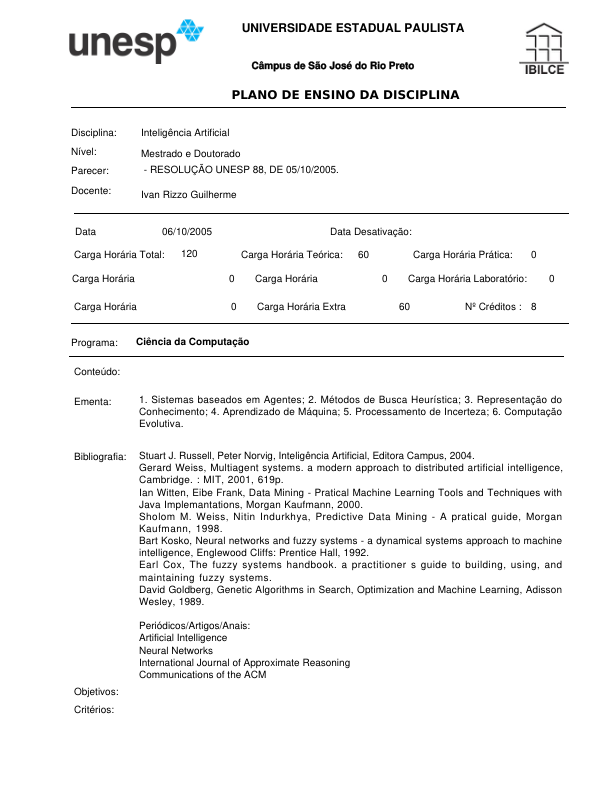 unesp
UNIVERSIDADE ESTADUAL PAULISTA
Câmpus de São José do Rio Preto
IBILCE
PLANO DE ENSINO DA DISCIPLINA
Disciplina: Inteligência Artificial
Nível: Mestrado e Doutorado
Parecer: - RESOLUÇÃO UNESP 88, DE 05/10/2005.
Docente: Ivan Rizzo Guilherme
Data 06/10/2005 Data Desativação:
Carga Horária Total: 120 Carga Horária Teórica: 60 Carga Horária Prática: 0
Carga Horária 0 Carga Horária 0 Carga Horária Laboratório: 0
Carga Horária 0 Carga Horária Extra 60 Nº Créditos : 8
Programa: Ciência da Computação
Conteúdo:
Ementa: 1. Sistemas baseados em Agentes; 2. Métodos de Busca Heurística; 3. Representação do
Conhecimento; 4. Aprendizado de Máquina; 5. Processamento de Incerteza; 6. Computação
Evolutiva.
Bibliografia: Stuart J. Russell, Peter Norvig, Inteligência Artificial, Editora Campus, 2004.
Gerard Weiss, Multiagent systems. a modern approach to distributed artificial intelligence,
Cambridge. : MIT, 2001, 619p.
Ian Witten, Eibe Frank, Data Mining - Pratical Machine Learning Tools and Techniques with
Java Implemantations, Morgan Kaufmann, 2000.
Sholom M. Weiss, Nitin Indurkhya, Predictive Data Mining - A pratical guide, Morgan
Kaufmann, 1998.
Bart Kosko, Neural networks and fuzzy systems - a dynamical systems approach to machine
intelligence, Englewood Cliffs: Prentice Hall, 1992.
Earl Cox, The fuzzy systems handbook. a practitioner s guide to building, using, and
maintaining fuzzy systems.
David Goldberg, Genetic Algorithms in Search, Optimization and Machine Learning, Adisson
Wesley, 1989.
Periódicos/Artigos/Anais:
Artificial Intelligence
Neural Networks
International Journal of Approximate Reasoning
Communications of the ACM
Objetivos:
Critérios: